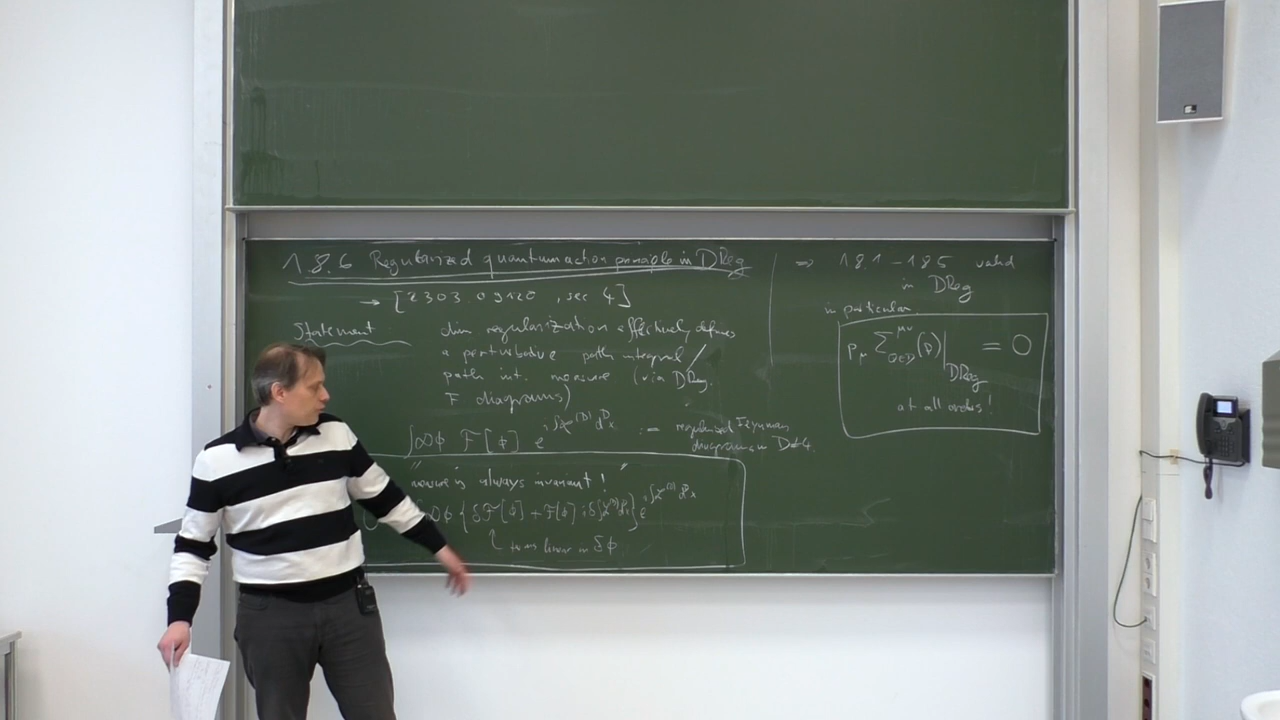 1.8.6 Regularized quantum action principle in DReg
→ [2303.09120, sec 4]
Statement
dim regularization effectively defines
a perturbative path integral
path int. measure (via DReg.
F diagrams)
∫Dϕ F[ϕ] e^{i∫L^{(D)} d^Dx} := regularized Feynman
diagrams in D≠4.
"measure is always invariant!"
∫Dϕ {δF[ϕ] + F[ϕ] i δ∫L^{(D)} d^Dx} e^{i∫L^{(D)} d^Dx}
terms linear in δϕ
⇒ 1.8.1 – 1.8.5 valid
in DReg
in particular
p_μ Σ^{μν}(p)|_{DReg} = 0
at all orders!